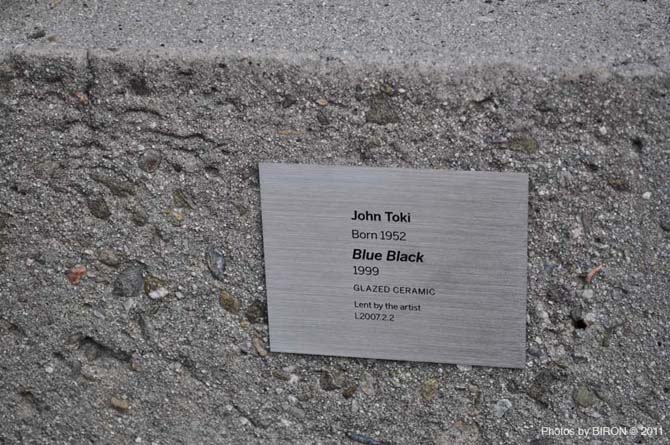 John Toki
Born 1952
Blue Black
1999
GLAZED CERAMIC
Lent by the artist
L2007.2.2
Photos by BIRON © 2011